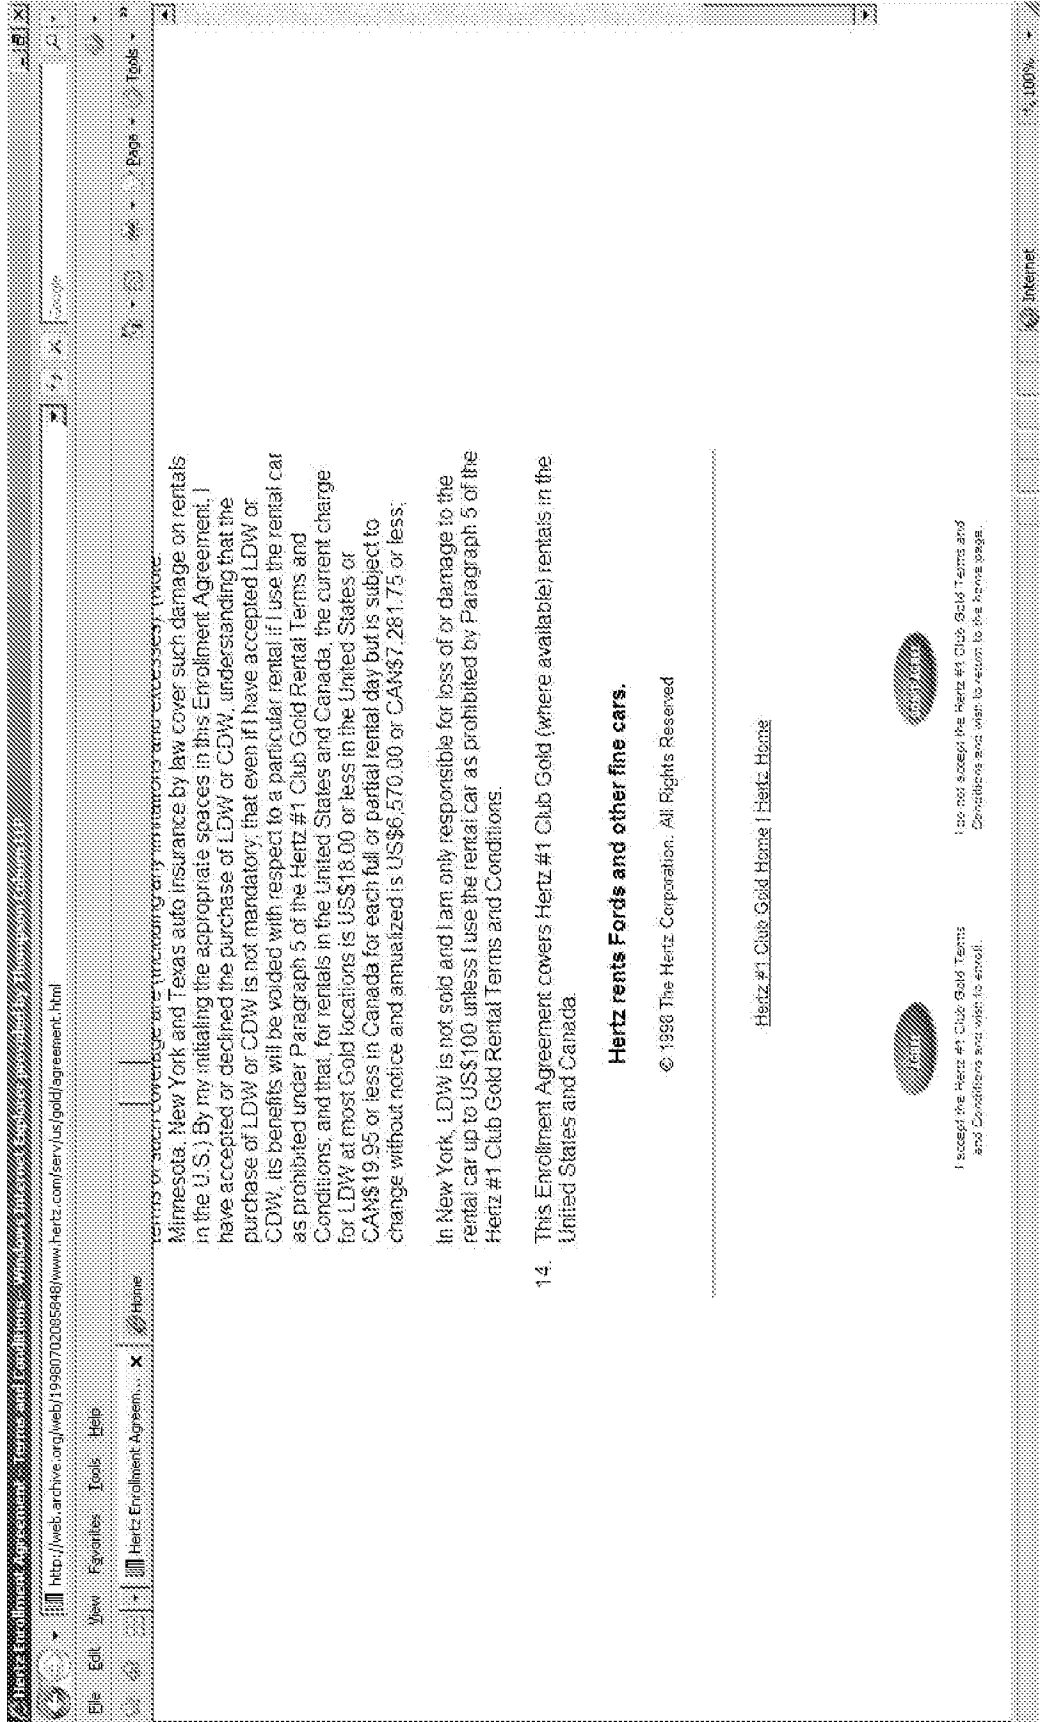 Hertz Enrollment Agreement - Terms and Conditions - Windows Internet Explorer
http://web.archive.org/web/19980702085848/www.hertz.com/serv/us/gold/agreement.html
Google
File Edit View Favorites Tools Help
Hertz Enrollment Agreem...
Home
Page Tools
terms of such coverage are (including any limitations and excesses). (Note:
Minnesota, New York and Texas auto insurance by law cover such damage on rentals
in the U.S.) By my initialing the appropriate spaces in this Enrollment Agreement, I
have accepted or declined the purchase of LDW or CDW, understanding that the
purchase of LDW or CDW is not mandatory, that even if I have accepted LDW or
CDW, its benefits will be voided with respect to a particular rental if I use the rental car
as prohibited under Paragraph 5 of the Hertz #1 Club Gold Rental Terms and
Conditions; and that, for rentals in the United States and Canada, the current charge
for LDW at most Gold locations is US$18.00 or less in the United States or
CAN$19.95 or less in Canada for each full or partial rental day but is subject to
change without notice and annualized is US$6,570.00 or CAN$7,281.75 or less;
In New York, LDW is not sold and I am only responsible for loss of or damage to the
rental car up to US$100 unless I use the rental car as prohibited by Paragraph 5 of the
Hertz #1 Club Gold Rental Terms and Conditions.
14. This Enrollment Agreement covers Hertz #1 Club Gold (where available) rentals in the
United States and Canada.
Hertz rents Fords and other fine cars.
© 1998 The Hertz Corporation. All Rights Reserved
Hertz #1 Club Gold Home | Hertz Home
I accept the Hertz #1 Club Gold Terms
and Conditions and wish to enroll.
I do not accept the Hertz #1 Club Gold Terms and
Conditions and wish to return to the home page.
Internet
100%